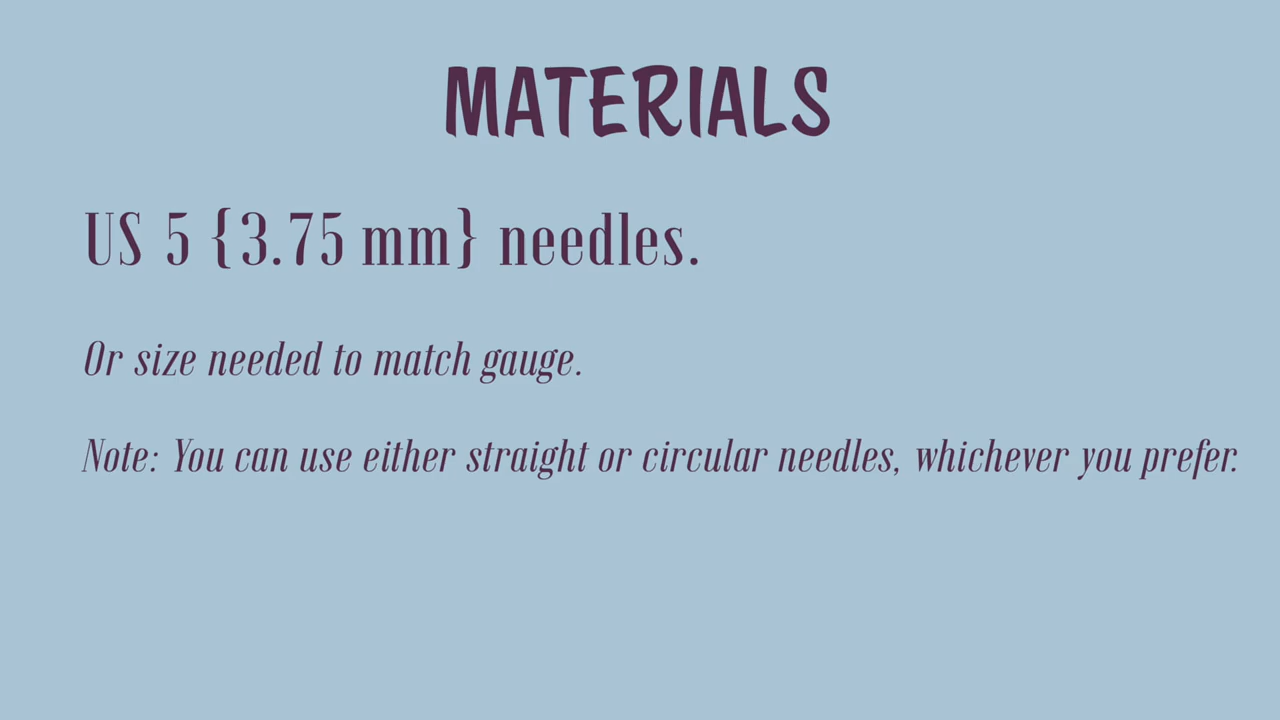 MATERIALS
US 5 {3.75 mm} needles.
Or size needed to match gauge.
Note: You can use either straight or circular needles, whichever you prefer.